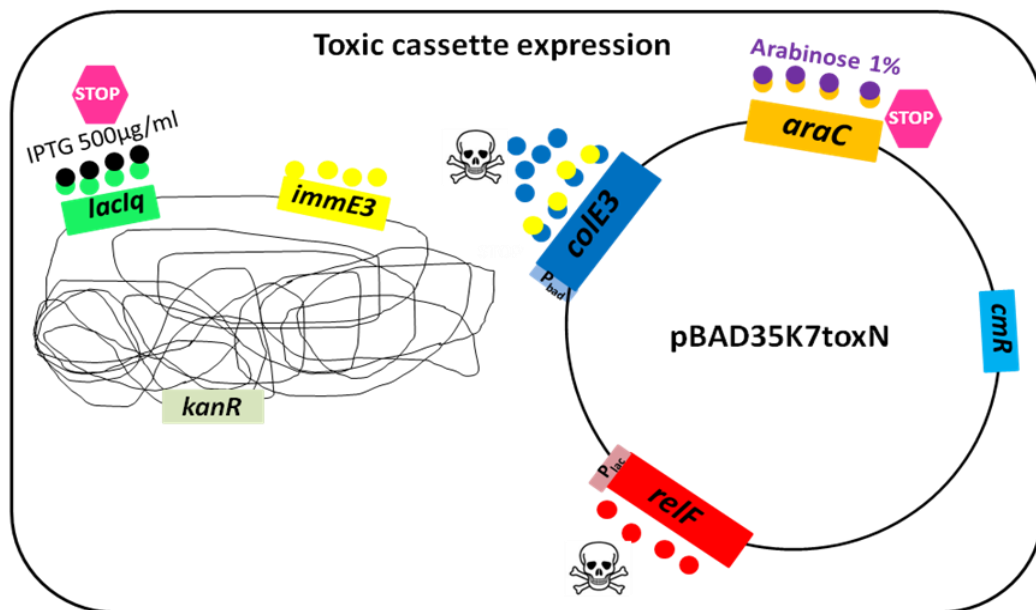 Toxic cassette expression
STOP
IPTG 500µg/ml
lacIq
immE3
kanR
Arabinose 1%
araC
STOP
colE3
Pbad
pBAD35K7toxN
cmR
Plac
relF